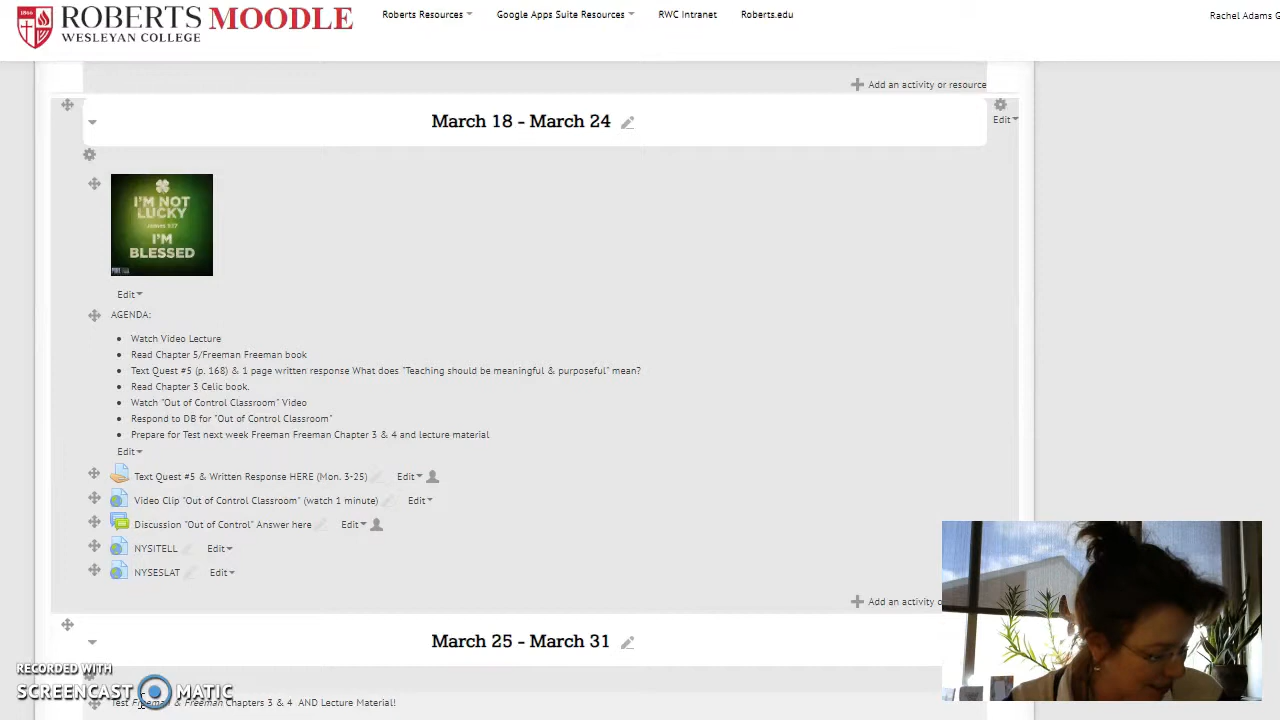 1866
ROBERTS
WESLEYAN COLLEGE
MOODLE
Roberts Resources
Google Apps Suite Resources
RWC Intranet
Roberts.edu
Rachel Adams G
Add an activity or resource
March 18 - March 24
Edit
I'M NOT
LUCKY
I'M
BLESSED
Edit
AGENDA:
Watch Video Lecture
Read Chapter 5/Freeman Freeman book
Text Quest #5 (p. 168) & 1 page written response What does "Teaching should be meaningful & purposeful" mean?
Read Chapter 3 Celic book.
Watch "Out of Control Classroom" Video
Respond to DB for "Out of Control Classroom"
Prepare for Test next week Freeman Freeman Chapter 3 & 4 and lecture material
Edit
Text Quest #5 & Written Response HERE (Mon. 3-25) Edit
Video Clip "Out of Control Classroom" (watch 1 minute) Edit
Discussion "Out of Control" Answer here Edit
NYSITELL Edit
NYSESLAT Edit
Add an activity o
March 25 - March 31
RECORDED WITH
SCREENCAST MATIC
Test Freeman & Freeman Chapters 3 & 4 AND Lecture Material!